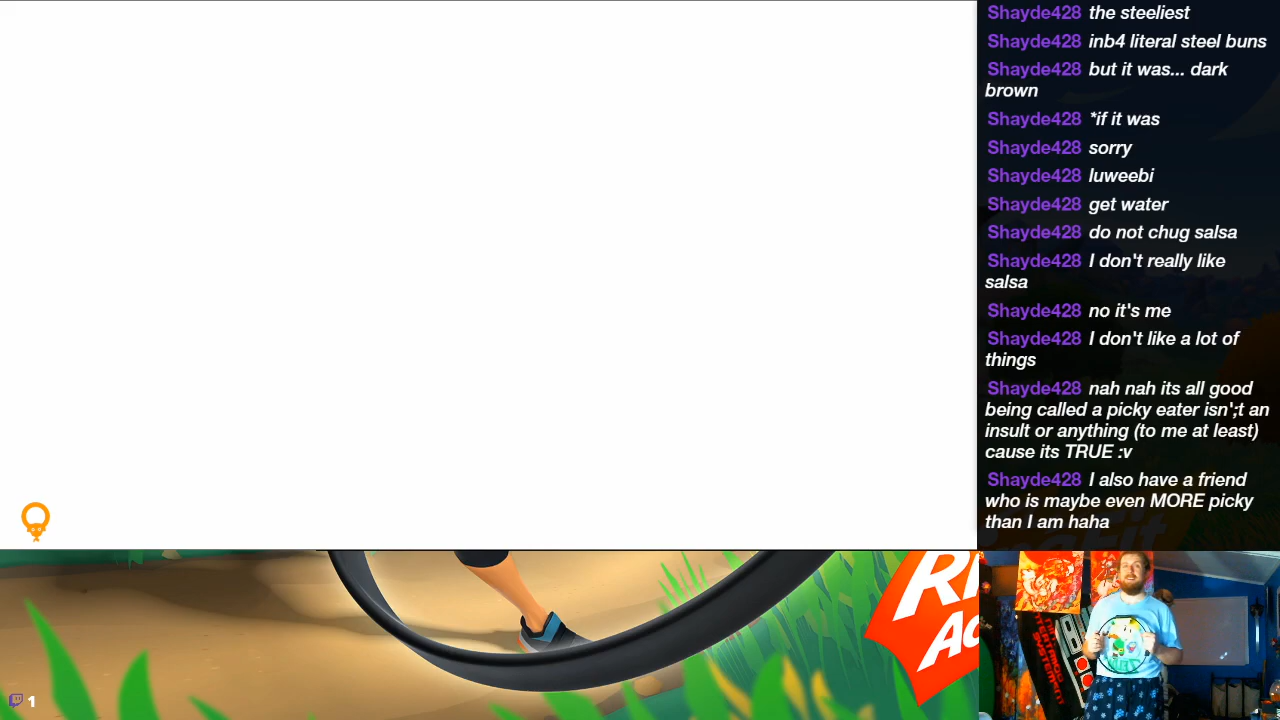 Shayde428 the steeliest
Shayde428 inb4 literal steel buns
Shayde428 but it was... dark
brown
Shayde428 *if it was
Shayde428 sorry
Shayde428 luweebi
Shayde428 get water
Shayde428 do not chug salsa
Shayde428 I don't really like
salsa
Shayde428 no it's me
Shayde428 I don't like a lot of
things
Shayde428 nah nah its all good
being called a picky eater isn';t an
insult or anything (to me at least)
cause its TRUE :v
Shayde428 I also have a friend
who is maybe even MORE picky
than I am haha
1